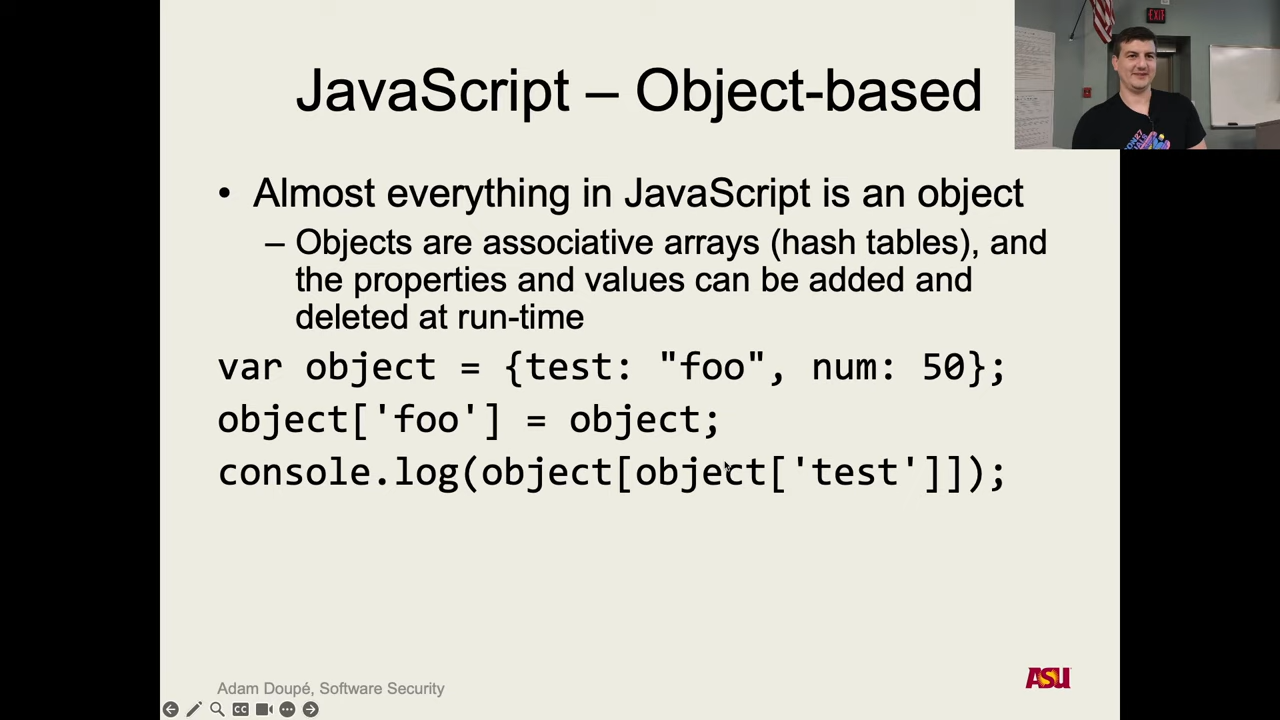 JavaScript – Object-based
EXIT
• Almost everything in JavaScript is an object
– Objects are associative arrays (hash tables), and
the properties and values can be added and
deleted at run-time
var object = {test: "foo", num: 50};
object['foo'] = object;
console.log(object[object['test']]);
Adam Doupé, Software Security
ASU
CC